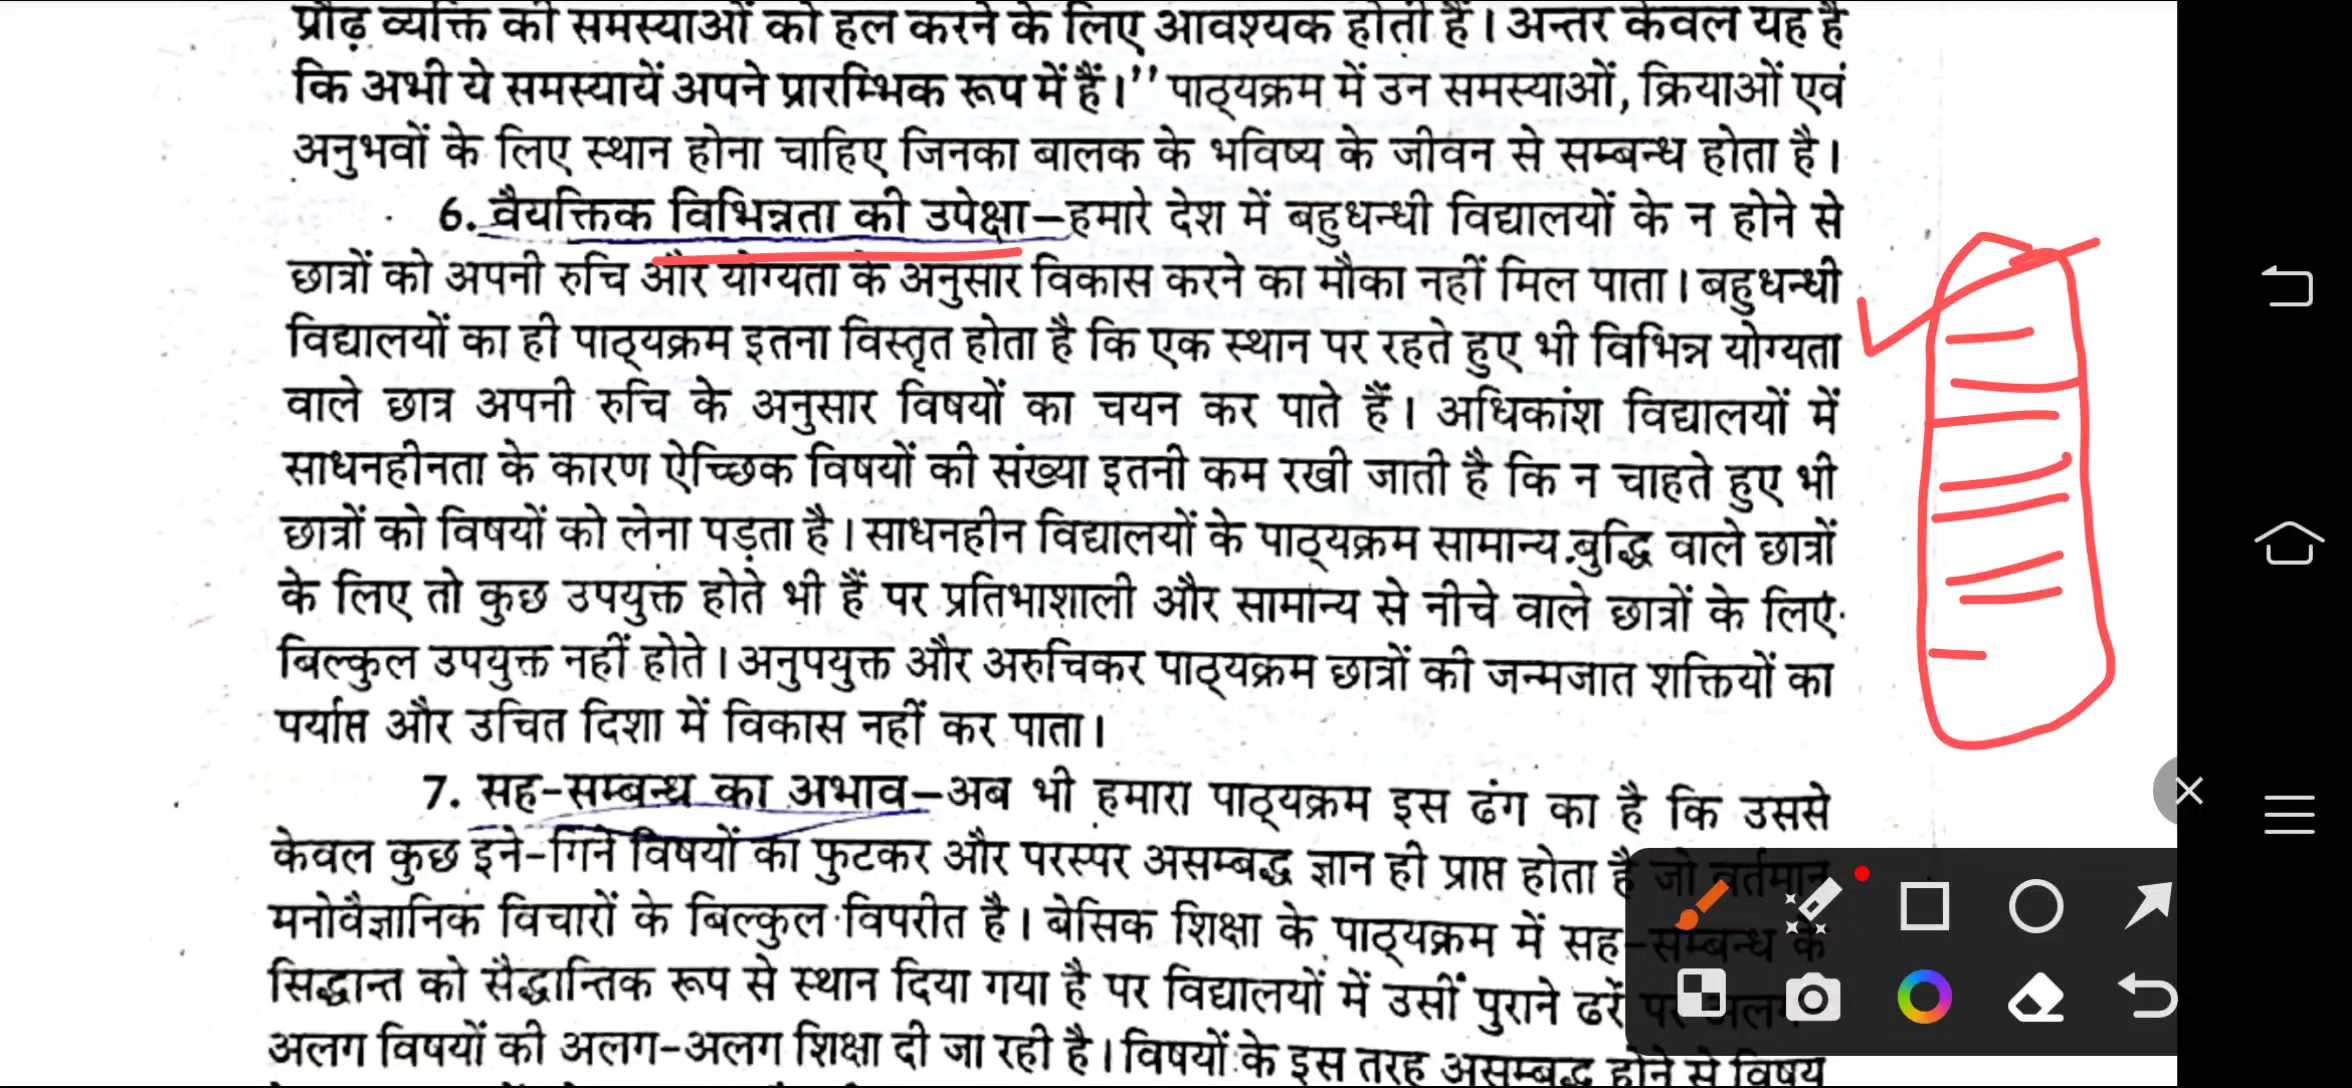 प्रौढ़ व्यक्ति की समस्याओं को हल करने के लिए आवश्यक होती हैं। अन्तर केवल यह है
कि अभी ये समस्यायें अपने प्रारम्भिक रूप में हैं।’’ पाठ्यक्रम में उन समस्याओं, क्रियाओं एवं
अनुभवों के लिए स्थान होना चाहिए जिनका बालक के भविष्य के जीवन से सम्बन्ध होता है।
6. वैयक्तिक विभिन्नता की उपेक्षा–हमारे देश में बहुधन्धी विद्यालयों के न होने से
छात्रों को अपनी रुचि और योग्यता के अनुसार विकास करने का मौका नहीं मिल पाता। बहुधन्धी
विद्यालयों का ही पाठ्यक्रम इतना विस्तृत होता है कि एक स्थान पर रहते हुए भी विभिन्न योग्यता
वाले छात्र अपनी रुचि के अनुसार विषयों का चयन कर पाते हैं। अधिकांश विद्यालयों में
साधनहीनता के कारण ऐच्छिक विषयों की संख्या इतनी कम रखी जाती है कि न चाहते हुए भी
छात्रों को विषयों को लेना पड़ता है। साधनहीन विद्यालयों के पाठ्यक्रम सामान्य बुद्धि वाले छात्रों
के लिए तो कुछ उपयुक्त होते भी हैं पर प्रतिभाशाली और सामान्य से नीचे वाले छात्रों के लिए
बिल्कुल उपयुक्त नहीं होते। अनुपयुक्त और अरुचिकर पाठ्यक्रम छात्रों की जन्मजात शक्तियों का
पर्याप्त और उचित दिशा में विकास नहीं कर पाता।
7. सह-सम्बन्ध का अभाव–अब भी हमारा पाठ्यक्रम इस ढंग का है कि उससे
केवल कुछ इने-गिने विषयों का फुटकर और परस्पर असम्बद्ध ज्ञान ही प्राप्त होता है जो वर्तमान
मनोवैज्ञानिक विचारों के बिल्कुल विपरीत है। बेसिक शिक्षा के पाठ्यक्रम में सह-सम्बन्ध के
सिद्धान्त को सैद्धान्तिक रूप से स्थान दिया गया है पर विद्यालयों में उसी पुराने ढर्रे पर अलग
अलग विषयों की अलग-अलग शिक्षा दी जा रही है। विषयों के इस तरह असम्बद्ध होने से विषय